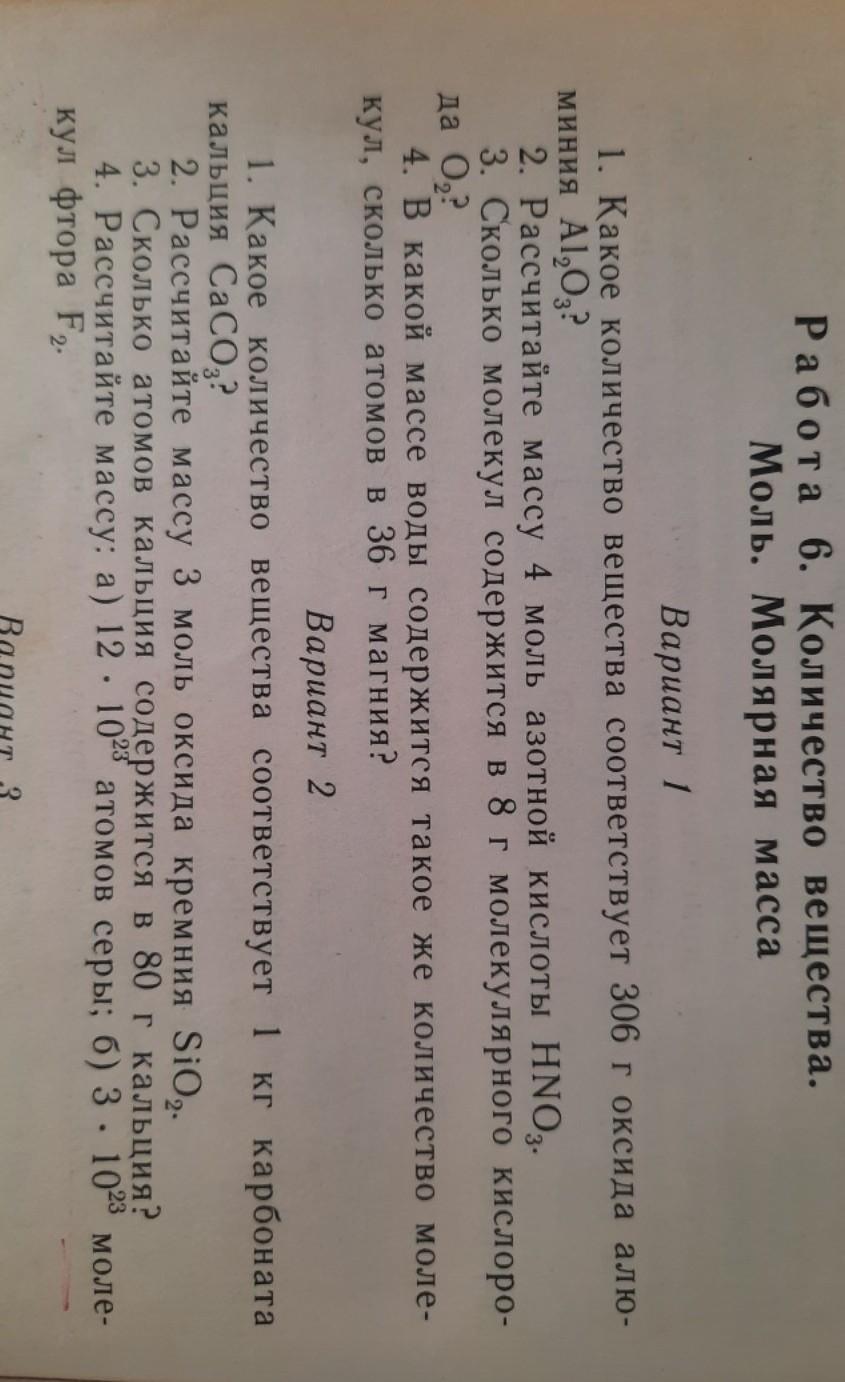 Работа 6. Количество вещества.
Моль. Молярная масса
Вариант 1
1. Какое количество вещества соответствует 306 г оксида алю-
миния Al₂O₃?
2. Рассчитайте массу 4 моль азотной кислоты HNO₃.
3. Сколько молекул содержится в 8 г молекулярного кислоро-
да O₂?
4. В какой массе воды содержится такое же количество моле-
кул, сколько атомов в 36 г магния?
Вариант 2
1. Какое количество вещества соответствует 1 кг карбоната
кальция CaCO₃?
2. Рассчитайте массу 3 моль оксида кремния SiO₂.
3. Сколько атомов кальция содержится в 80 г кальция?
4. Рассчитайте массу: а) 12 · 10²³ атомов серы; б) 3 · 10²³ моле-
кул фтора F₂.
Вариант 3